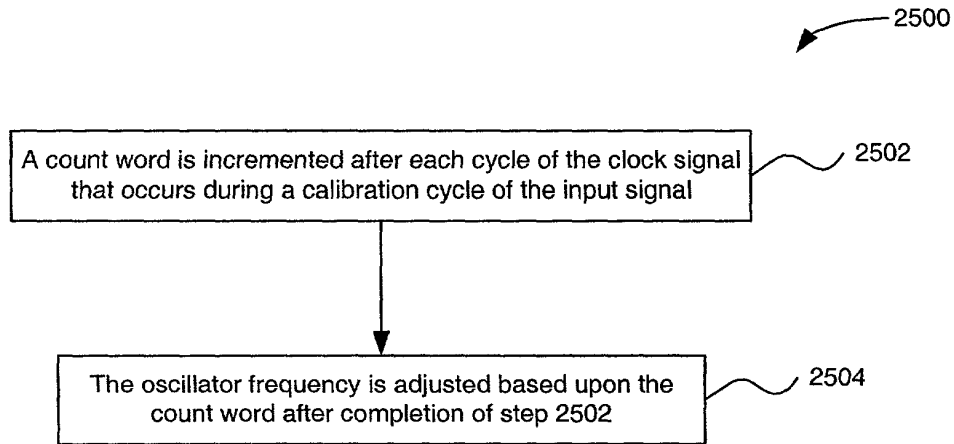 2500
A count word is incremented after each cycle of the clock signal
that occurs during a calibration cycle of the input signal
2502
The oscillator frequency is adjusted based upon the
count word after completion of step 2502
2504